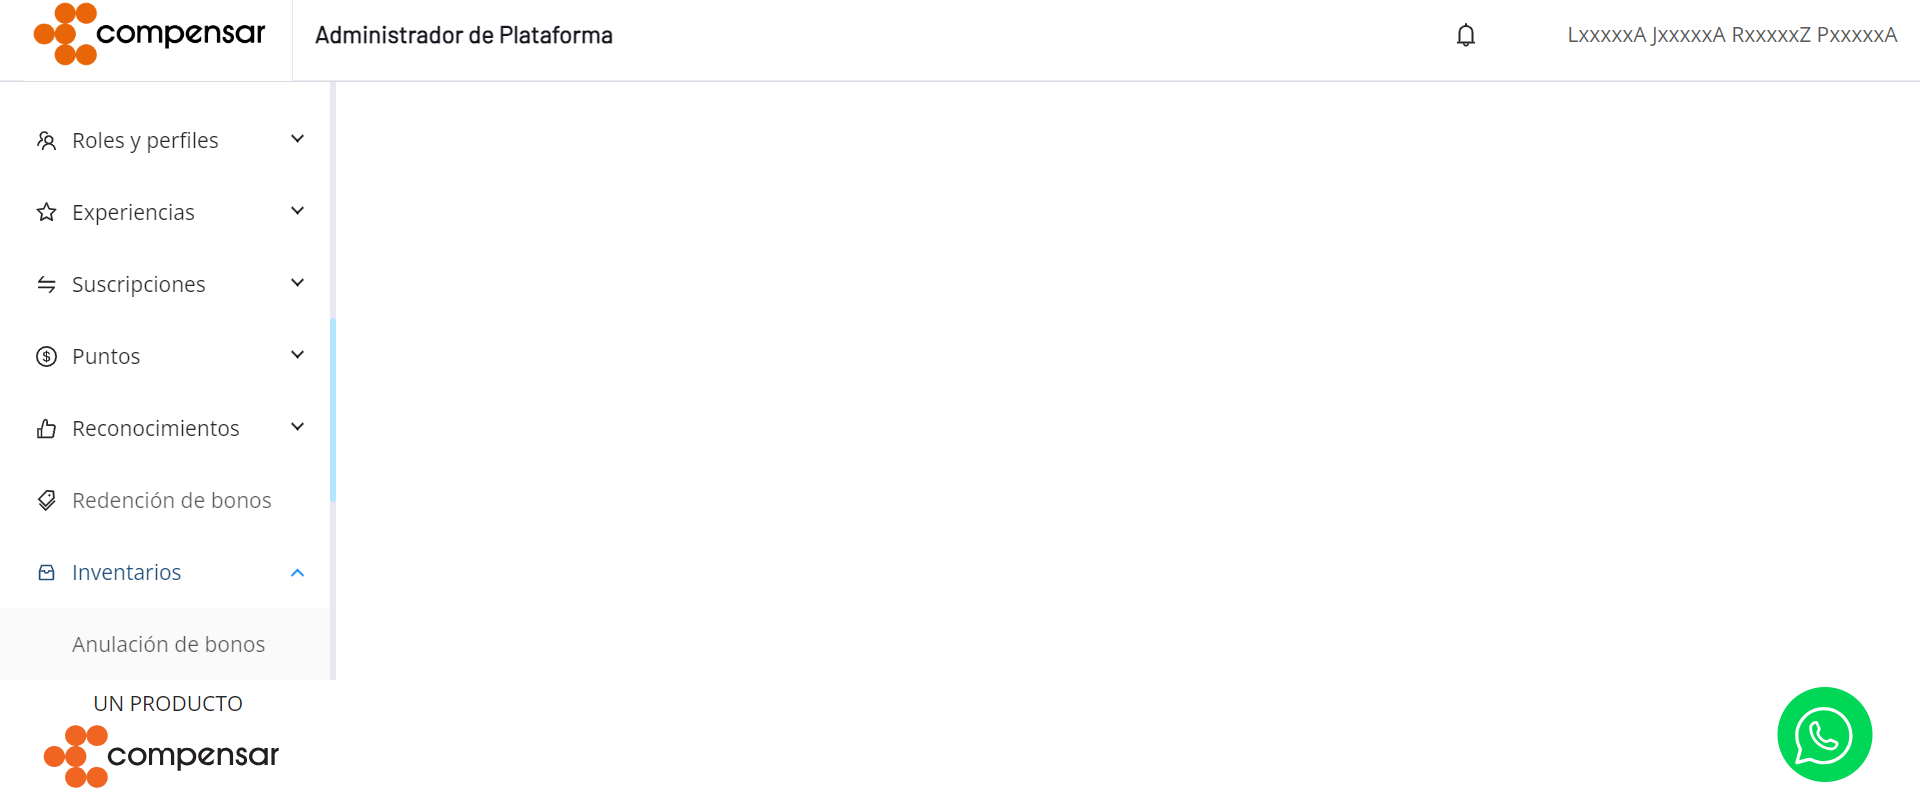 compensar
Administrador de Plataforma
LxxxxxA JxxxxxA RxxxxxZ PxxxxxA
Roles y perfiles
Experiencias
Suscripciones
Puntos
Reconocimientos
Redención de bonos
Inventarios
Anulación de bonos
UN PRODUCTO
compensar